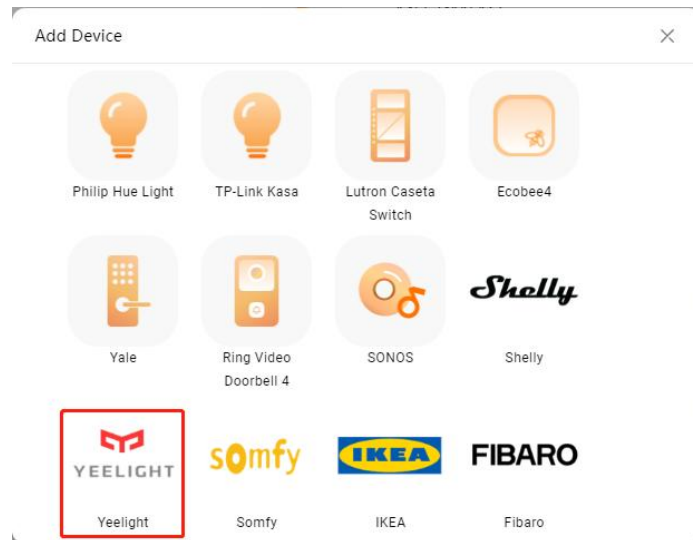 Add Device
Philip Hue Light
TP-Link Kasa
Lutron Caseta
Switch
Ecobee4
Yale
Ring Video
Doorbell 4
SONOS
Shelly
Shelly
YEELIGHT
somfy
IKEA
FIBARO
Yeelight
Somfy
IKEA
Fibaro